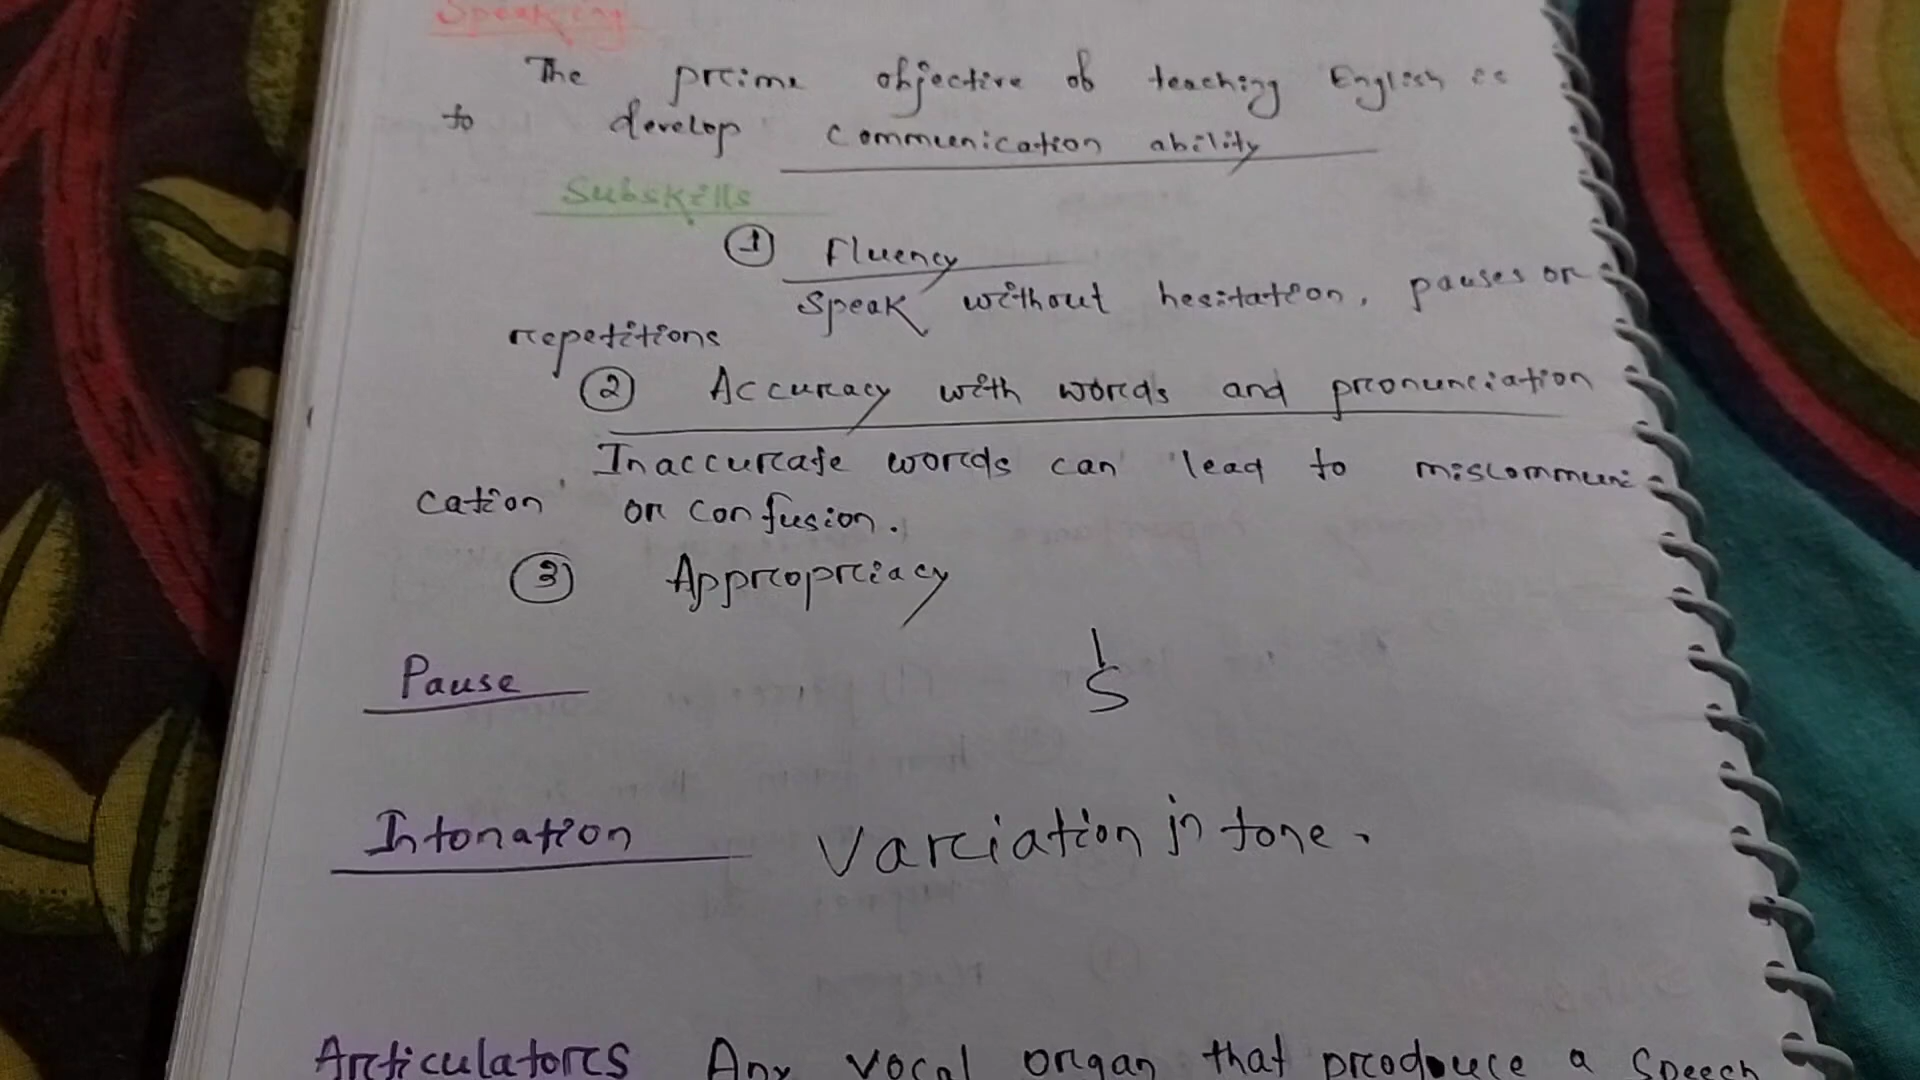 Speaking
The prime objective of teaching English is
to develop communication ability
Subskills
① Fluency
Speak without hesitation, pauses or
repetitions
② Accuracy with words and pronunciation
Inaccurate words can lead to miscommuni
cation or confusion.
③ Appropriacy
Pause
Intonation Variation in tone.
Articulators Any vocal organ that produce a speech